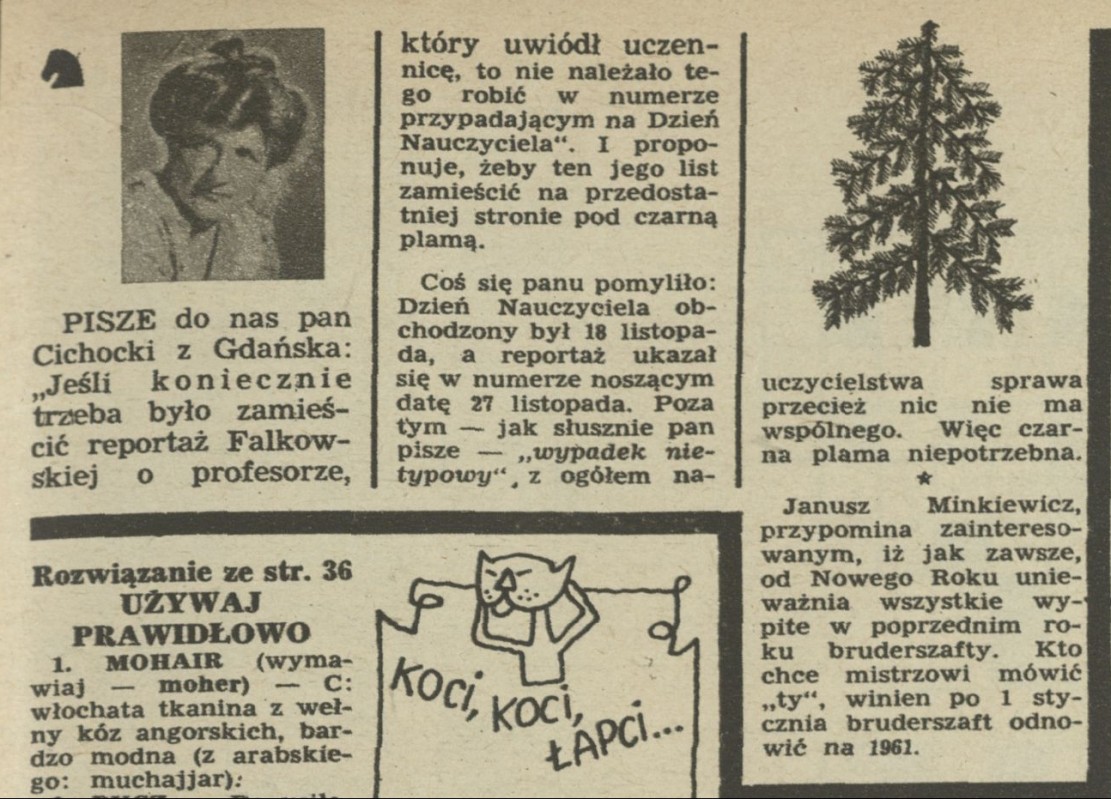 PISZE do nas pan
Cichocki z Gdańska:
„Jeśli koniecznie
trzeba było zamieś-
cić reportaż Falkow-
skiej o profesorze,
który uwiódł uczen-
nicę, to nie należało te-
go robić w numerze
przypadającym na Dzień
Nauczyciela“. I propo-
nuje, żeby ten jego list
zamieścić na przedosta-
tniej stronie pod czarną
plamą.
Coś się panu pomyliło:
Dzień Nauczyciela ob-
chodzony był 18 listopa-
da, a reportaż ukazał
się w numerze noszącym
datę 27 listopada. Poza
tym — jak słusznie pan
pisze — „wypadek nie-
typowy“, z ogółem na-
uczycielstwa sprawa
przecież nic nie ma
wspólnego. Więc czar-
na plama niepotrzebna.
★
Janusz Minkiewicz,
przypomina zaintereso-
wanym, iż jak zawsze,
od Nowego Roku unie-
ważnia wszystkie wy-
pite w poprzednim ro-
ku bruderszafty. Kto
chce mistrzowi mówić
„ty“, winien po 1 sty-
cznia bruderszaft odno-
wić na 1961.
Rozwiązanie ze str. 36
UŻYWAJ
PRAWIDŁOWO
1. MOHAIR (wyma-
wiaj — moher) — C:
włochata tkanina z weł-
ny kóz angorskich, bar-
dzo modna (z arabskie-
go: muchajjar);
KOCI,
KOCI,
ŁAPCI...